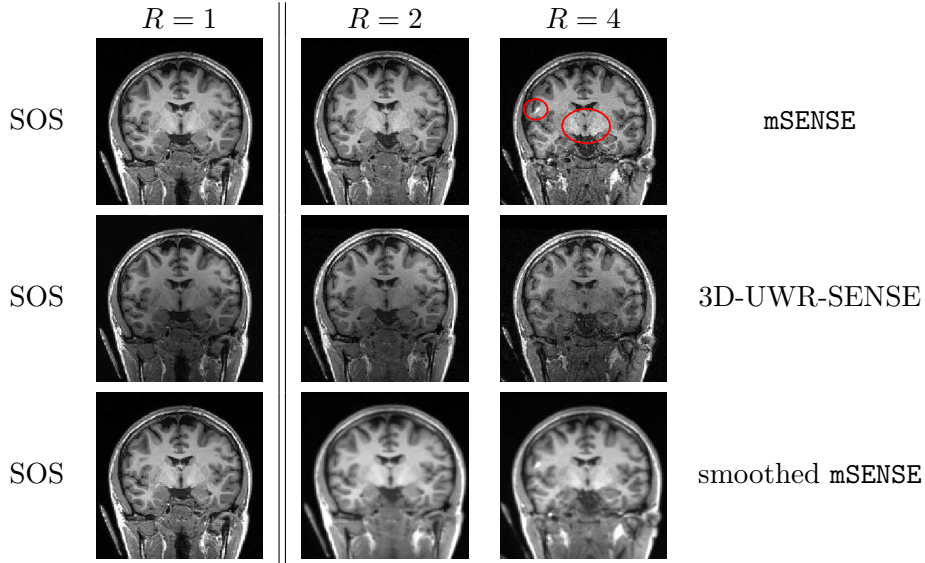 R = 1 R = 2 R = 4
SOS mSENSE
SOS 3D-UWR-SENSE
SOS smoothed mSENSE